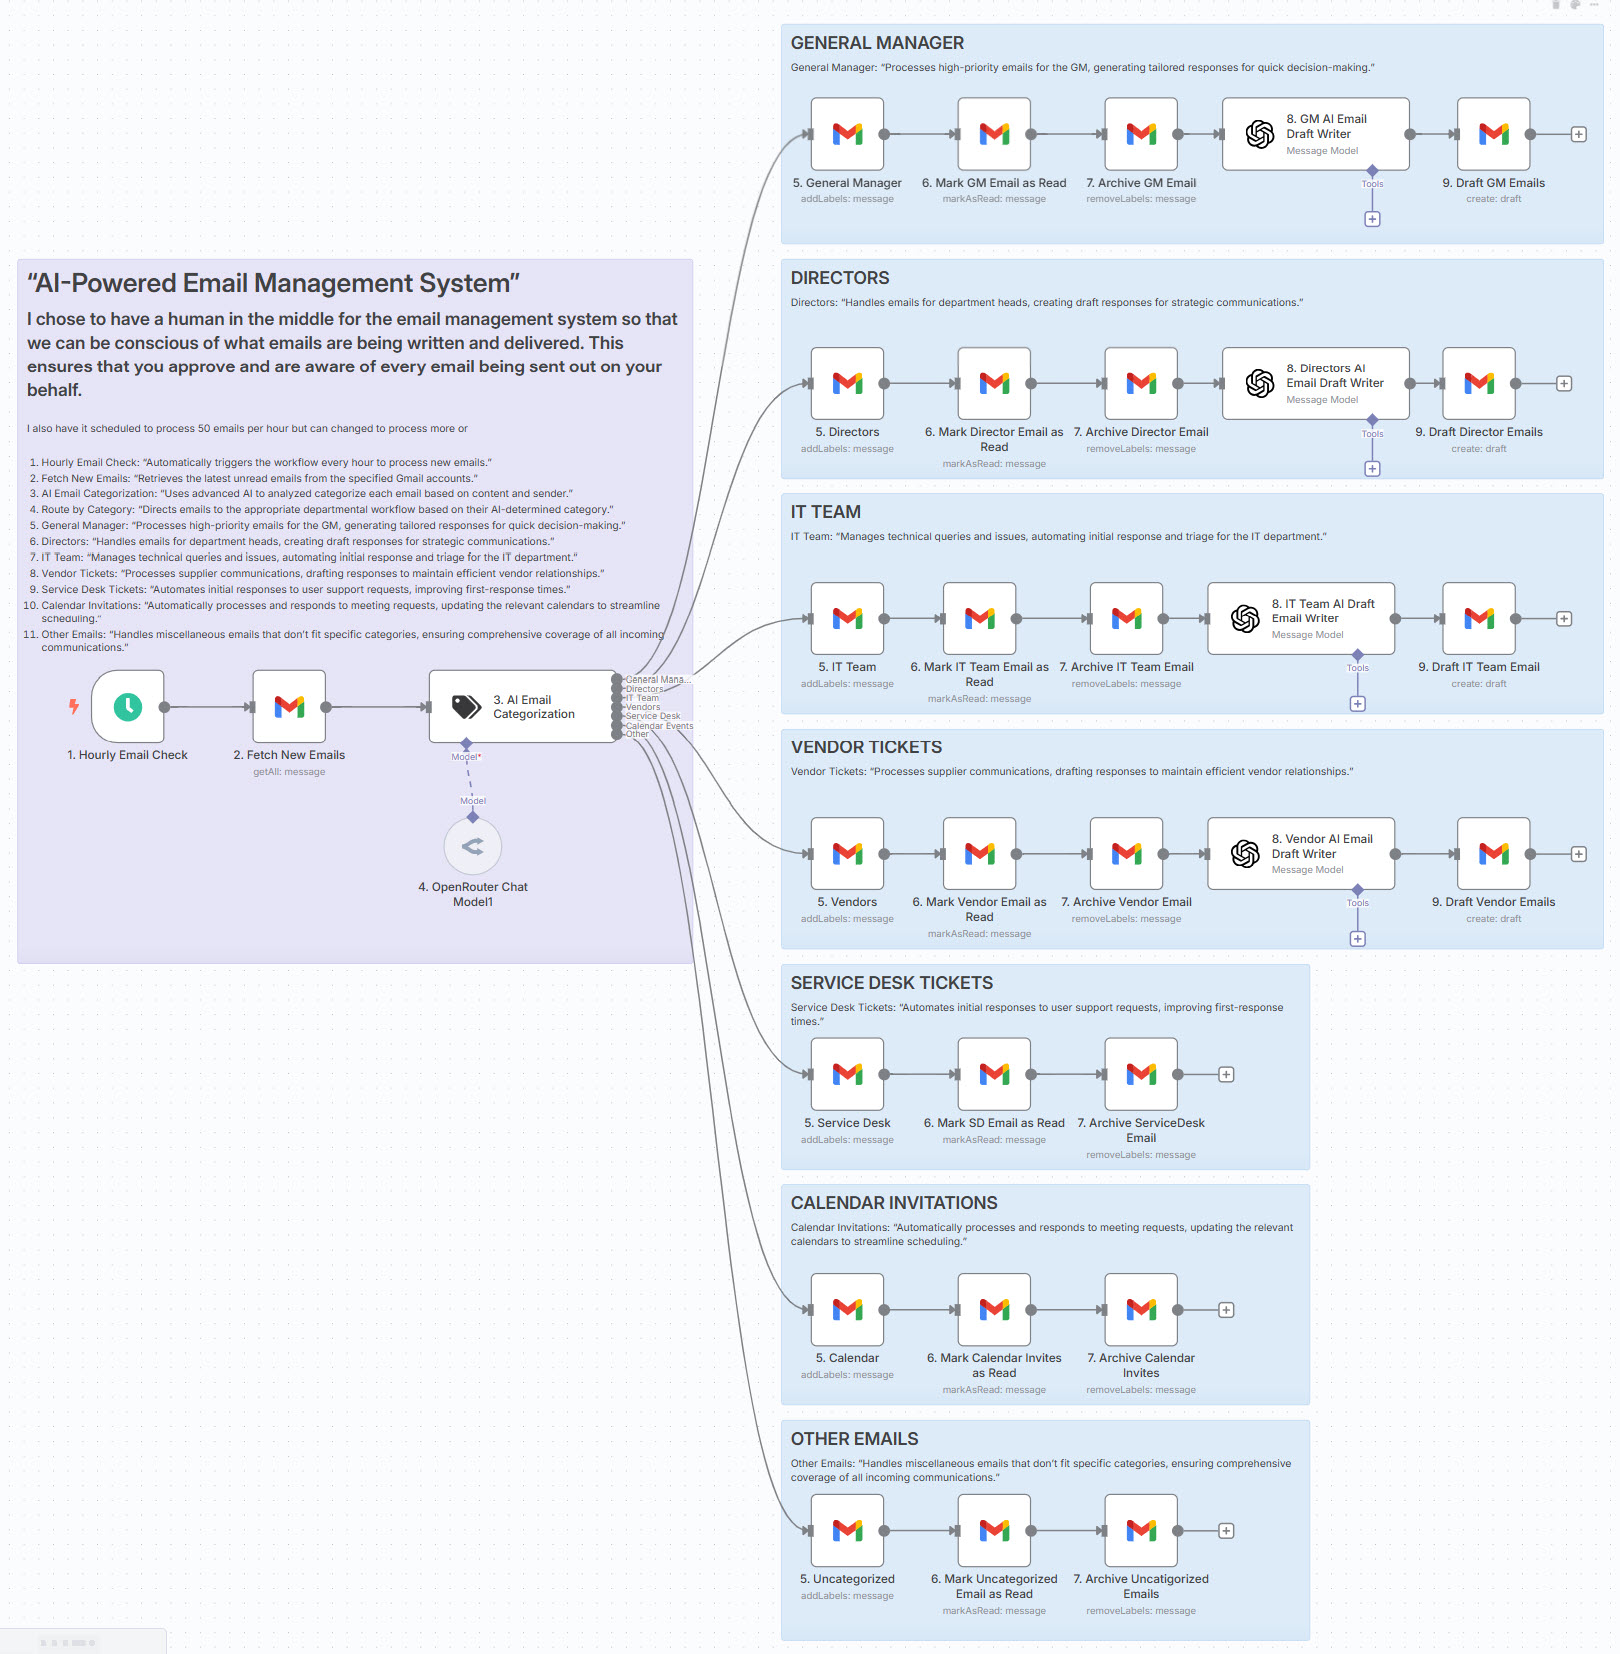 “AI-Powered Email Management System”
I chose to have a human in the middle for the email management system so that
we can be conscious of what emails are being written and delivered. This
ensures that you approve and are aware of every email being sent out on your
behalf.
I also have it scheduled to process 50 emails per hour but can changed to process more or
1. Hourly Email Check: “Automatically triggers the workflow every hour to process new emails.”
2. Fetch New Emails: “Retrieves the latest unread emails from the specified Gmail accounts.”
3. AI Email Categorization: “Uses advanced AI to analyzed categorize each email based on content and sender.”
4. Route by Category: “Directs emails to the appropriate departmental workflow based on their AI-determined category.”
5. General Manager: “Processes high-priority emails for the GM, generating tailored responses for quick decision-making.”
6. Directors: “Handles emails for department heads, creating draft responses for strategic communications.”
7. IT Team: “Manages technical queries and issues, automating initial response and triage for the IT department.”
8. Vendor Tickets: “Processes supplier communications, drafting responses to maintain efficient vendor relationships.”
9. Service Desk Tickets: “Automates initial responses to user support requests, improving first-response times.”
10. Calendar Invitations: “Automatically processes and responds to meeting requests, updating the relevant calendars to streamline
scheduling.”
11. Other Emails: “Handles miscellaneous emails that don’t fit specific categories, ensuring comprehensive coverage of all incoming
communications.”
1. Hourly Email Check
2. Fetch New Emails
getAll: message
3. AI Email
Categorization
General Mana...
Directors
IT Team
Vendors
Service Desk
Calendar Events
Other
Model*
Model
4. OpenRouter Chat
Model1
GENERAL MANAGER
General Manager: “Processes high-priority emails for the GM, generating tailored responses for quick decision-making.”
5. General Manager
addLabels: message
6. Mark GM Email as Read
markAsRead: message
7. Archive GM Email
removeLabels: message
8. GM AI Email
Draft Writer
Message Model
Tools
9. Draft GM Emails
create: draft
DIRECTORS
Directors: “Handles emails for department heads, creating draft responses for strategic communications.”
5. Directors
addLabels: message
6. Mark Director Email as
Read
markAsRead: message
7. Archive Director Email
removeLabels: message
8. Directors AI
Email Draft Writer
Message Model
Tools
9. Draft Director Emails
create: draft
IT TEAM
IT Team: “Manages technical queries and issues, automating initial response and triage for the IT department.”
5. IT Team
addLabels: message
6. Mark IT Team Email as
Read
markAsRead: message
7. Archive IT Team Email
removeLabels: message
8. IT Team AI Draft
Email Writer
Message Model
Tools
9. Draft IT Team Email
create: draft
VENDOR TICKETS
Vendor Tickets: “Processes supplier communications, drafting responses to maintain efficient vendor relationships.”
5. Vendors
addLabels: message
6. Mark Vendor Email as
Read
markAsRead: message
7. Archive Vendor Email
removeLabels: message
8. Vendor AI Email
Draft Writer
Message Model
Tools
9. Draft Vendor Emails
create: draft
SERVICE DESK TICKETS
Service Desk Tickets: “Automates initial responses to user support requests, improving first-response
times.”
5. Service Desk
addLabels: message
6. Mark SD Email as Read
markAsRead: message
7. Archive ServiceDesk
Email
removeLabels: message
CALENDAR INVITATIONS
Calendar Invitations: “Automatically processes and responds to meeting requests, updating the relevant
calendars to streamline scheduling.”
5. Calendar
addLabels: message
6. Mark Calendar Invites
as Read
markAsRead: message
7. Archive Calendar
Invites
removeLabels: message
OTHER EMAILS
Other Emails: “Handles miscellaneous emails that don’t fit specific categories, ensuring comprehensive
coverage of all incoming communications.”
5. Uncategorized
addLabels: message
6. Mark Uncategorized
Email as Read
markAsRead: message
7. Archive Uncatigorized
Emails
removeLabels: message